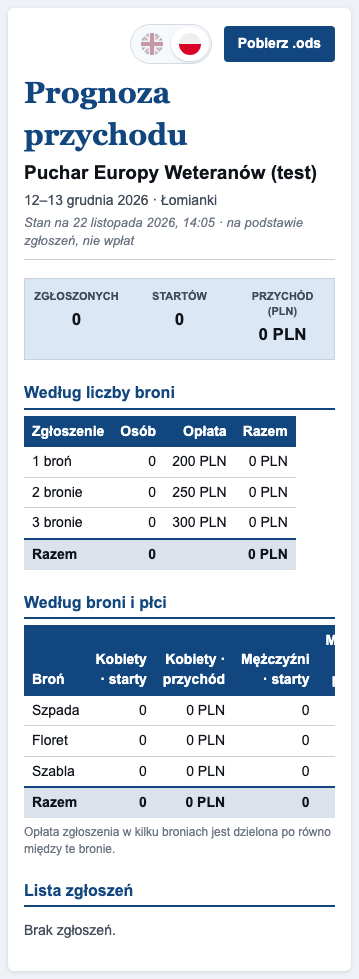 Pobierz .ods
Prognoza
przychodu
Puchar Europy Weteranów (test)
12–13 grudnia 2026 · Łomianki
Stan na 22 listopada 2026, 14:05 · na podstawie
zgłoszeń, nie wpłat
ZGŁOSZONYCH STARTÓW PRZYCHÓD
(PLN)
0 0 0 PLN
Według liczby broni
Zgłoszenie Osób Opłata Razem
1 broń 0 200 PLN 0 PLN
2 bronie 0 250 PLN 0 PLN
3 bronie 0 300 PLN 0 PLN
Razem 0 0 PLN
Według broni i płci
Broń Kobiety · starty Kobiety · przychód Mężczyźni · starty
Szpada 0 0 PLN 0
Floret 0 0 PLN 0
Szabla 0 0 PLN 0
Razem 0 0 PLN 0
Opłata zgłoszenia w kilku broniach jest dzielona po równo
między te bronie.
Lista zgłoszeń
Brak zgłoszeń.